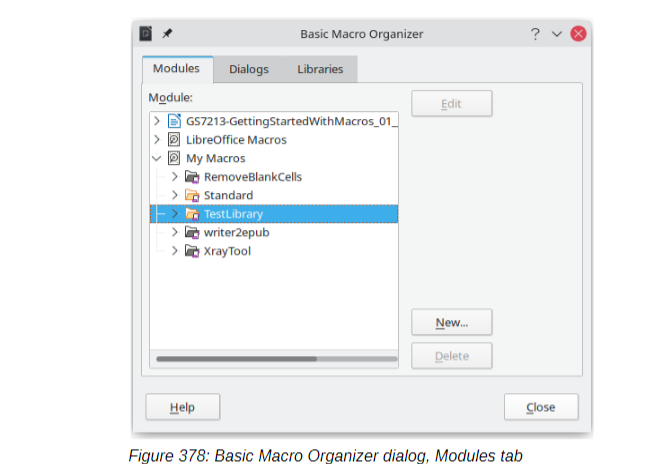 Basic Macro Organizer
?
Modules Dialogs Libraries
Module:
GS7213-GettingStartedWithMacros_01_
LibreOffice Macros
My Macros
RemoveBlankCells
Standard
TestLibrary
writer2epub
XrayTool
Edit
New...
Delete
Help
Close
Figure 378: Basic Macro Organizer dialog, Modules tab